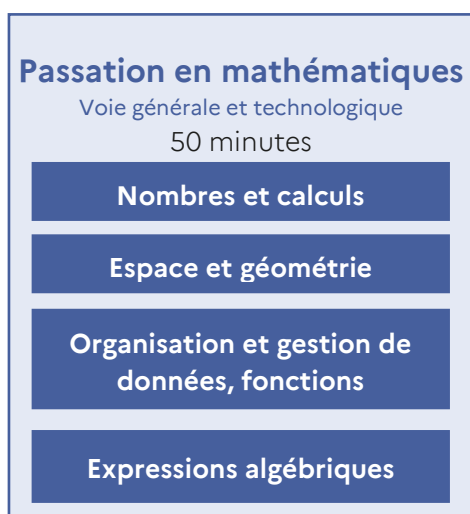 Passation en mathématiques
Voie générale et technologique
50 minutes
Nombres et calculs
Espace et géométrie
Organisation et gestion de
données, fonctions
Expressions algébriques